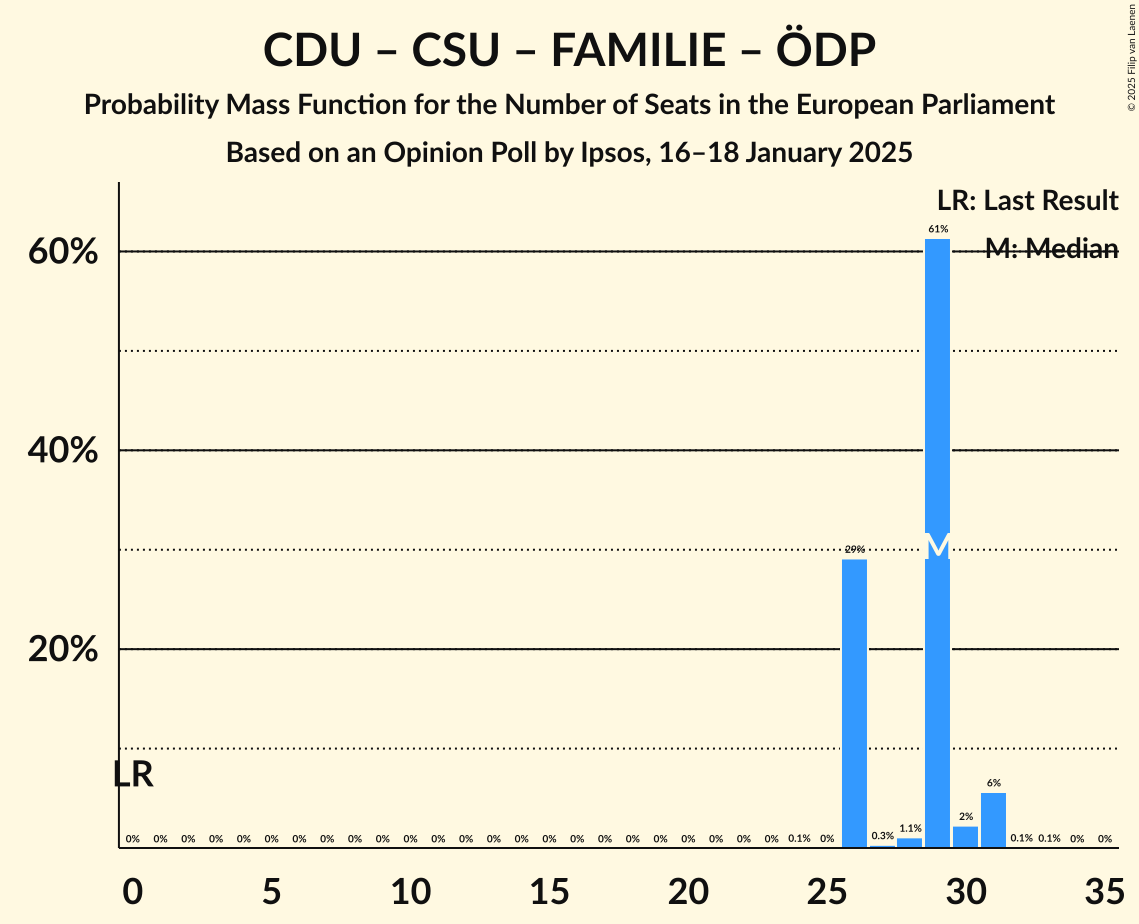 CDU – CSU – FAMILIE – ÖDP
Probability Mass Function for the Number of Seats in the European Parliament
Based on an Opinion Poll by Ipsos, 16–18 January 2025
© 2025 Filip van Laenen
LR: Last Result
M: Median
60%
40%
20%
61%
29%
M
LR
0% 0% 0% 0% 0% 0% 0% 0% 0% 0% 0% 0% 0% 0% 0% 0% 0% 0% 0% 0% 0% 0% 0% 0% 0.1% 0% 0.3% 1.1% 2% 6% 0.1% 0.1% 0% 0%
0 5 10 15 20 25 30 35